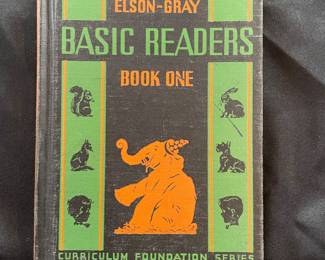 ELSON-GRAY
BASIC READERS
BOOK ONE
CURRICULUM FOUNDATION SERIES